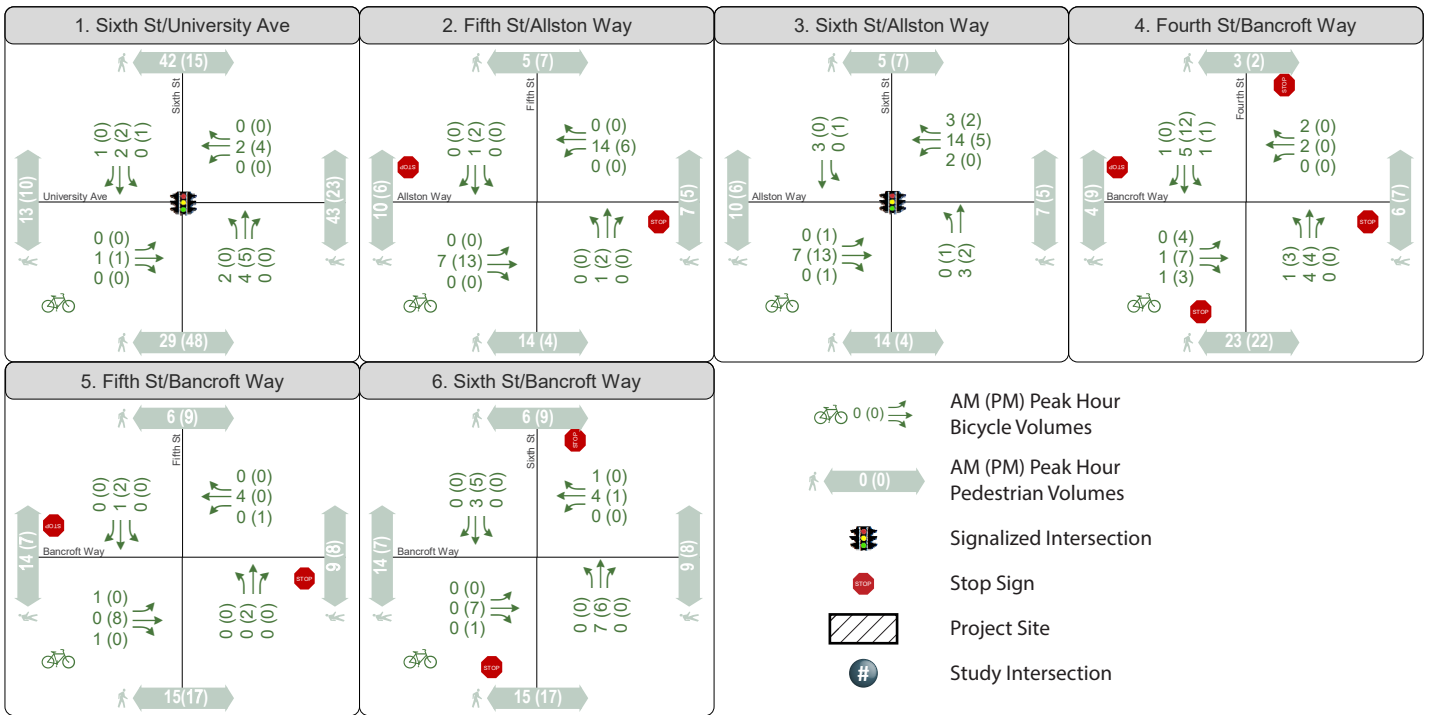 1. Sixth St/University Ave
42 (15)
Sixth St
1 (0)
2 (2)
0 (1)
0 (0)
2 (4)
0 (0)
13 (10)
University Ave
43 (23)
0 (0)
1 (1)
0 (0)
2 (0)
4 (5)
0 (0)
29 (48)
2. Fifth St/Allston Way
5 (7)
Fifth St
0 (0)
1 (2)
0 (0)
0 (0)
14 (6)
0 (0)
STOP
10 (6)
Allston Way
7 (5)
STOP
0 (0)
7 (13)
0 (0)
0 (0)
1 (2)
0 (0)
14 (4)
3. Sixth St/Allston Way
5 (7)
Sixth St
3 (0)
0 (1)
3 (2)
14 (5)
2 (0)
10 (6)
Allston Way
7 (5)
0 (1)
7 (13)
0 (1)
0 (1)
3 (2)
14 (4)
4. Fourth St/Bancroft Way
3 (2)
STOP
Fourth St
1 (0)
5 (12)
1 (1)
2 (0)
2 (0)
0 (0)
STOP
4 (9)
Bancroft Way
6 (7)
STOP
0 (4)
1 (7)
1 (3)
1 (3)
4 (4)
0 (0)
STOP
23 (22)
5. Fifth St/Bancroft Way
6 (9)
Fifth St
0 (0)
1 (2)
0 (0)
0 (0)
4 (0)
0 (1)
STOP
14 (7)
Bancroft Way
9 (8)
STOP
1 (0)
0 (8)
1 (0)
0 (0)
0 (2)
0 (0)
15(17)
6. Sixth St/Bancroft Way
6 (9)
STOP
Sixth St
0 (0)
3 (5)
0 (0)
1 (0)
4 (1)
0 (0)
14 (7)
Bancroft Way
9 (8)
0 (0)
0 (7)
0 (1)
0 (0)
7 (6)
0 (0)
STOP
15 (17)
0 (0)
AM (PM) Peak Hour
Bicycle Volumes
0 (0)
AM (PM) Peak Hour
Pedestrian Volumes
Signalized Intersection
STOP
Stop Sign
Project Site
#
Study Intersection